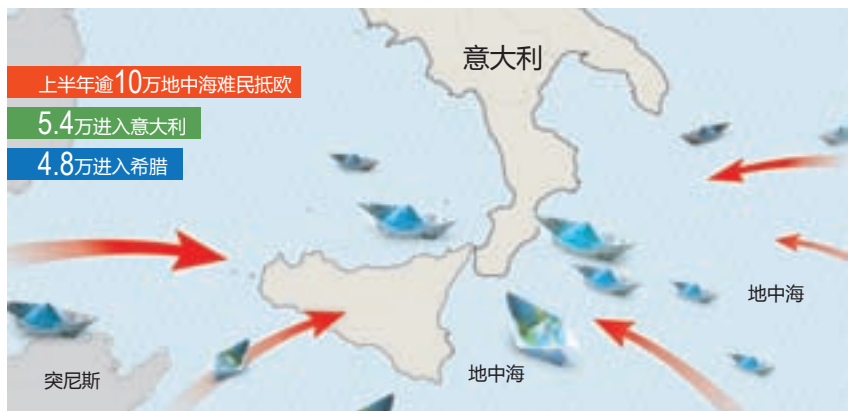 意大利
上半年逾10万地中海难民抵欧
5.4万进入意大利
4.8万进入希腊
地中海
突尼斯
地中海